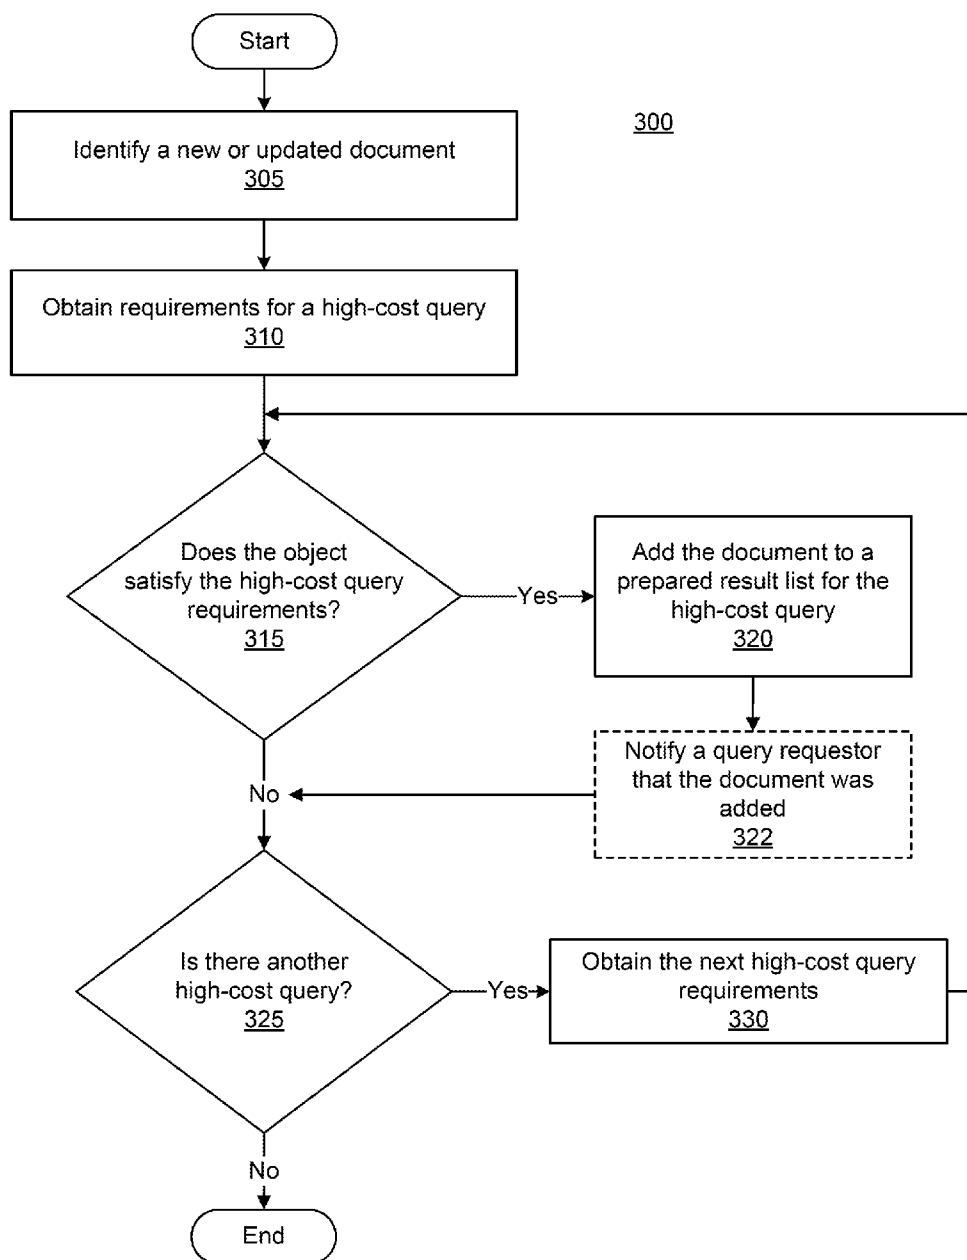 Start
300
Identify a new or updated document
305
Obtain requirements for a high-cost query
310
Does the object
satisfy the high-cost query
requirements?
315
Yes
Add the document to a
prepared result list for the
high-cost query
320
Notify a query requestor
that the document was
added
322
No
Is there another
high-cost query?
325
Yes
Obtain the next high-cost query
requirements
330
No
End